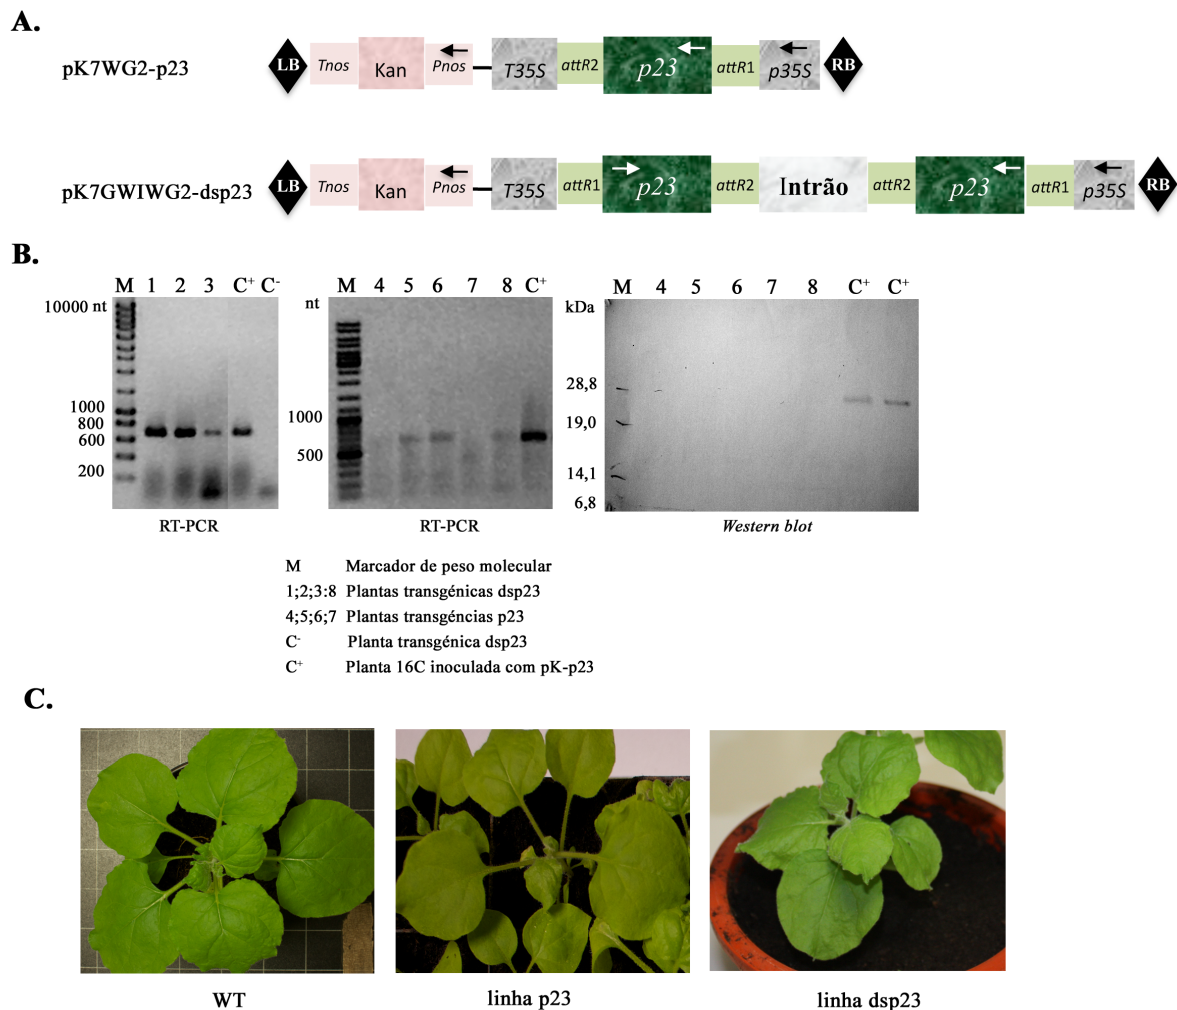 A.
pK7WG2-p23
LB Tnos Kan Pnos T35S attR2 p23 attR1 p35S RB
pK7GWIWG2-dsp23
LB Tnos Kan Pnos T35S attR1 p23 attR2 Intrão attR2 p23 attR1 p35S RB
B.
M 1 2 3 C+ C-
10000 nt
1000
800
600
200
RT-PCR
M 4 5 6 7 8 C+
nt
1000
500
RT-PCR
M 4 5 6 7 8 C+ C+
kDa
28,8
19,0
14,1
6,8
Western blot
M Marcador de peso molecular
1;2;3:8 Plantas transgénicas dsp23
4;5;6;7 Plantas transgéncias p23
C- Planta transgénica dsp23
C+ Planta 16C inoculada com pK-p23
C.
WT
linha p23
linha dsp23